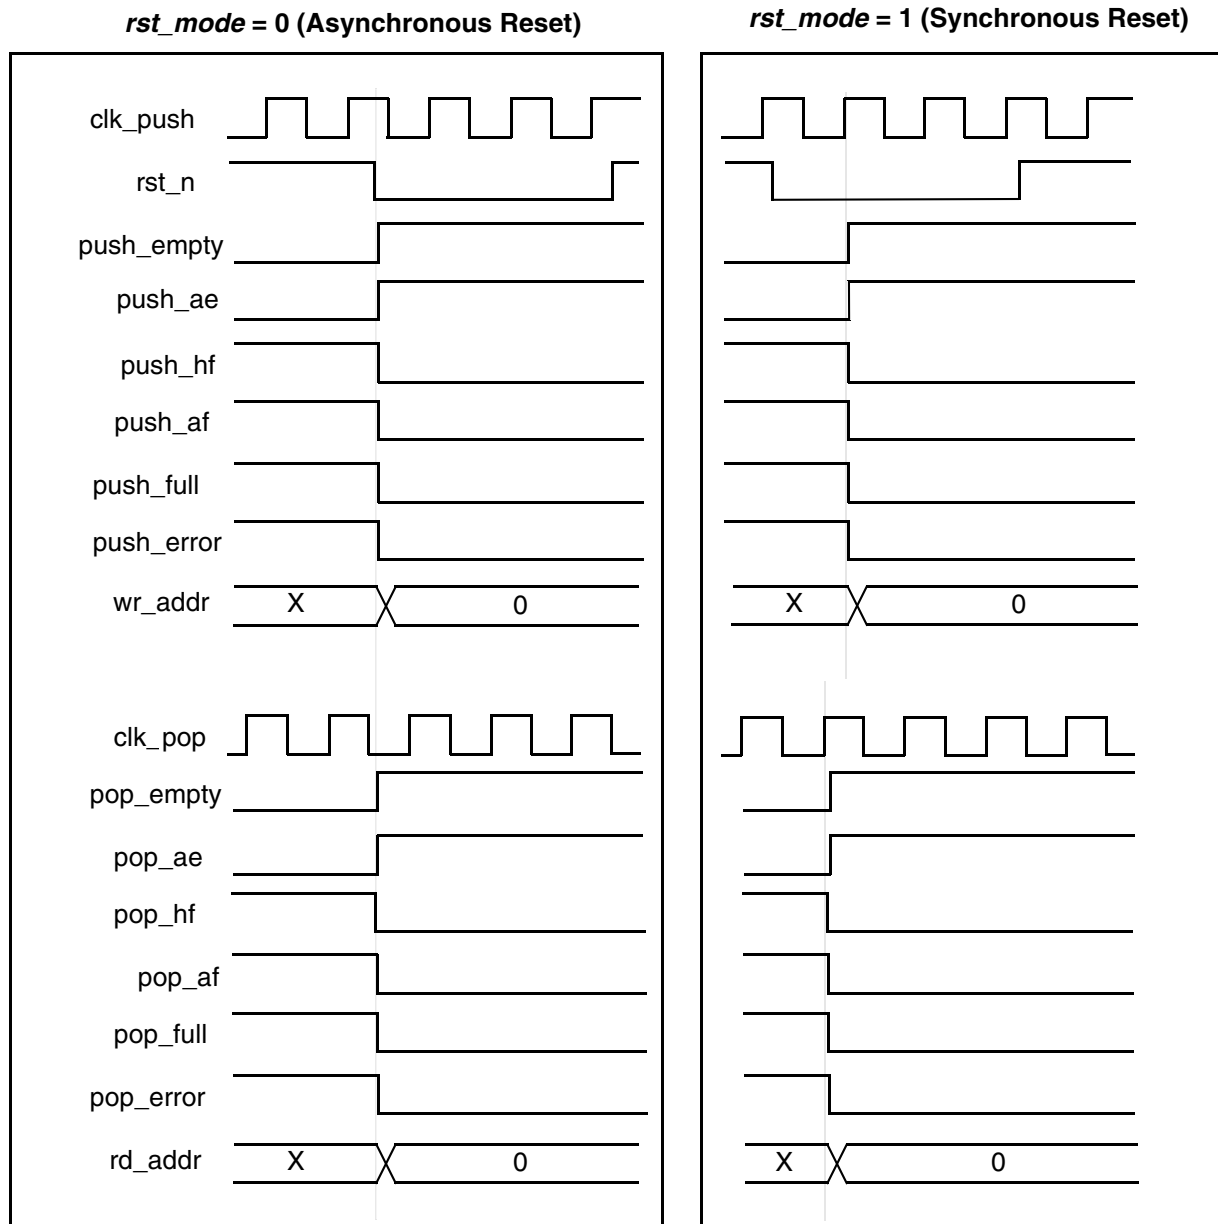 rst_mode = 0 (Asynchronous Reset)
rst_mode = 1 (Synchronous Reset)
clk_push
rst_n
push_empty
push_ae
push_hf
push_af
push_full
push_error
wr_addr
X
0
X
0
clk_pop
pop_empty
pop_ae
pop_hf
pop_af
pop_full
pop_error
rd_addr
X
0
X
0